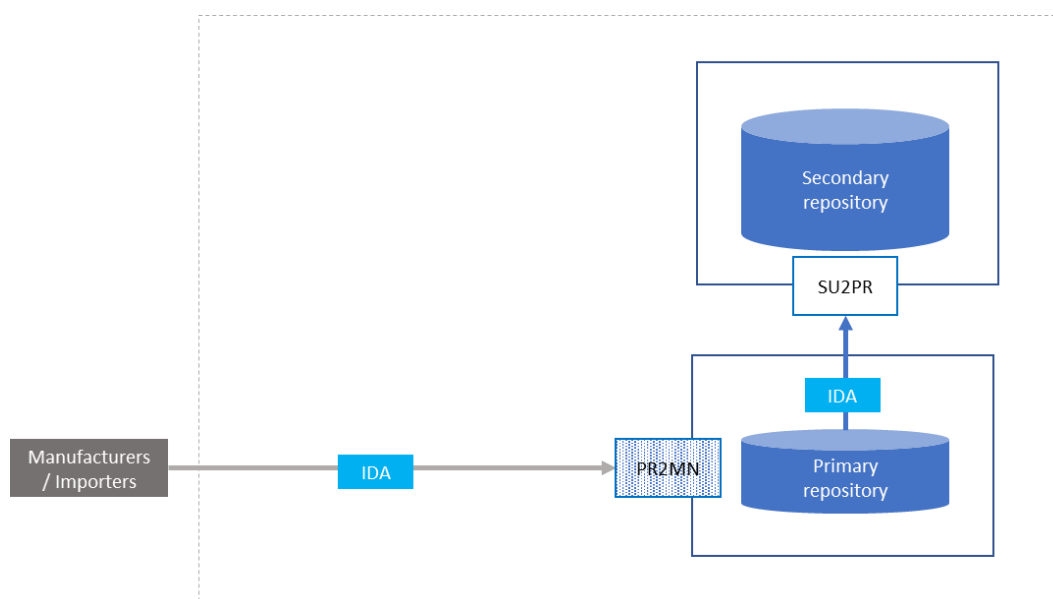 Secondary
repository
SU2PR
IDA
Manufacturers
/ Importers
IDA
PR2MN
Primary
repository